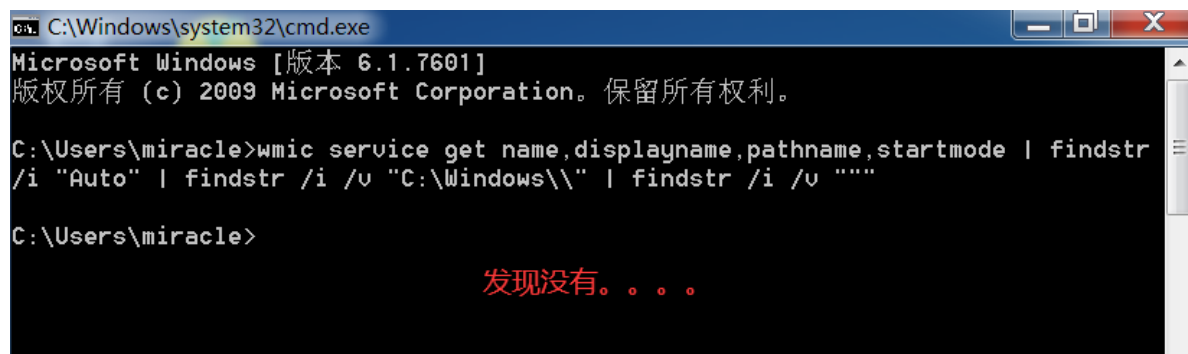 C:\Windows\system32\cmd.exe
Microsoft Windows [版本 6.1.7601]
版权所有 (c) 2009 Microsoft Corporation。保留所有权利。
C:\Users\miracle>wmic service get name,displayname,pathname,startmode | findstr
/i "Auto" | findstr /i /v "C:\Windows\\" | findstr /i /v """
C:\Users\miracle>
发现没有。。。。